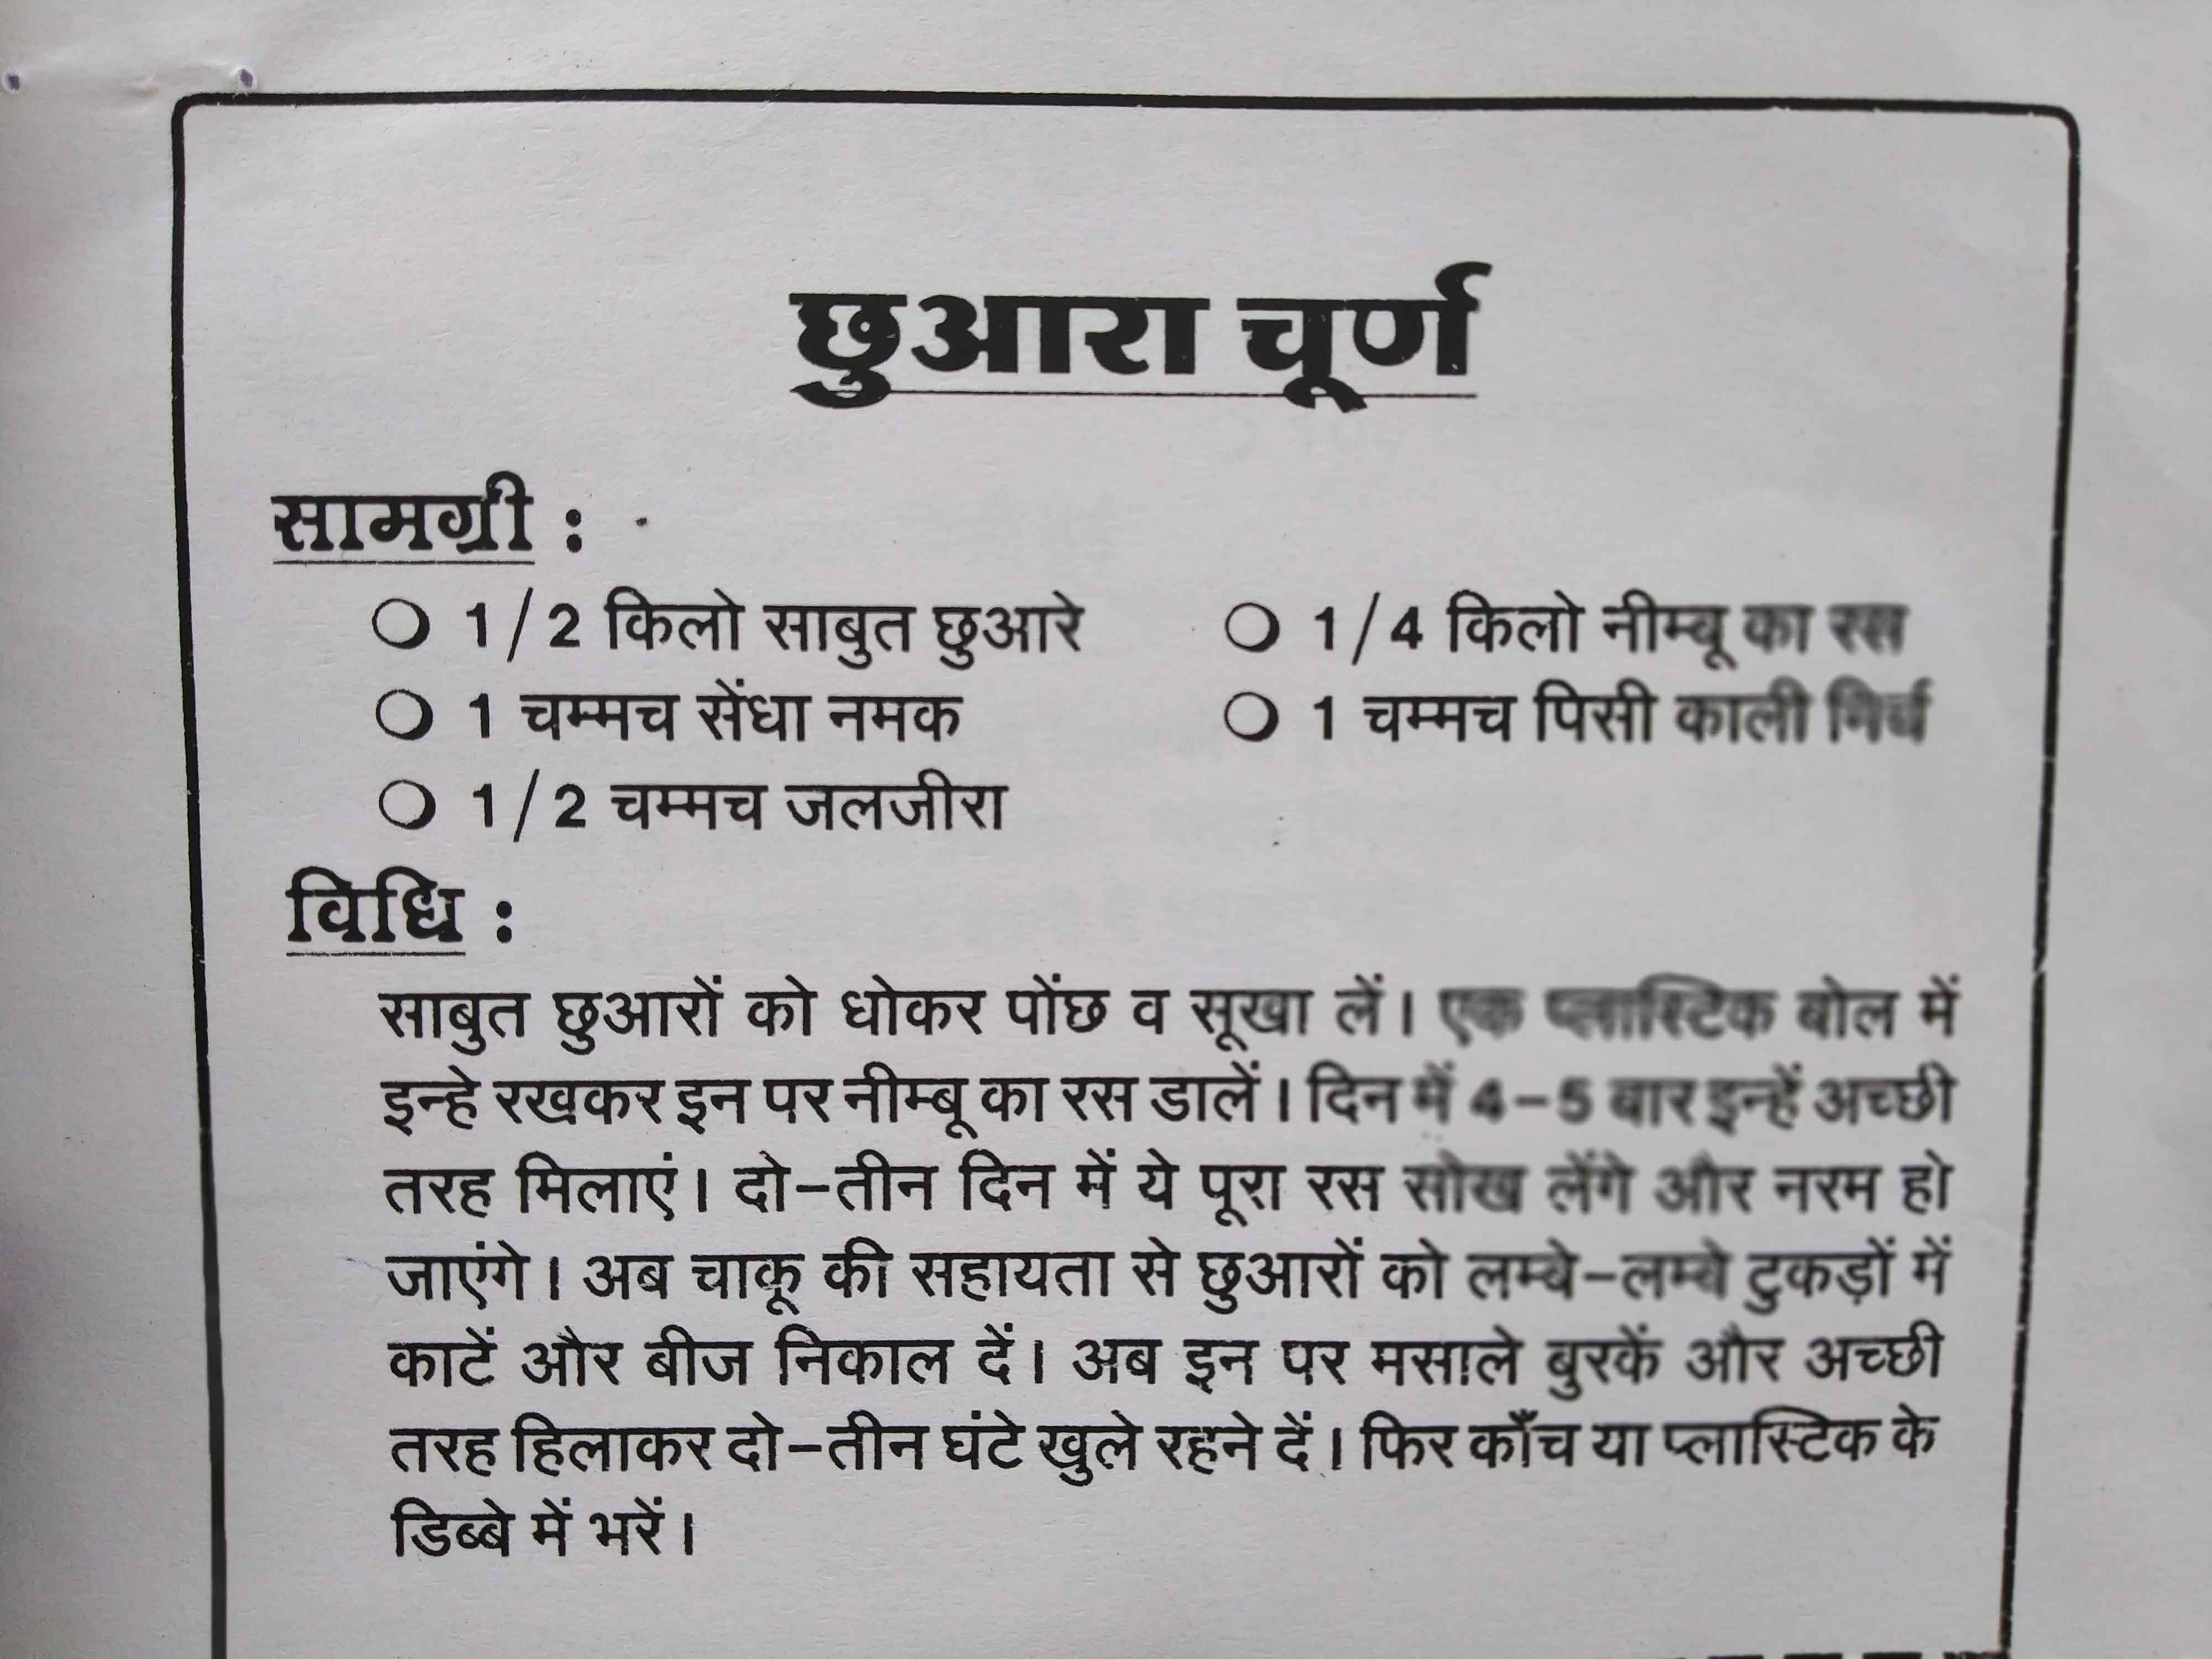 छुआरा चूर्ण
सामग्री :
○ 1/2 किलो साबुत छुआरे ○ 1/4 किलो नीम्बू का रस
○ 1 चम्मच सेंधा नमक ○ 1 चम्मच पिसी काली मिर्च
○ 1/2 चम्मच जलजीरा
विधि :
साबुत छुआरों को धोकर पोंछ व सूखा लें। एक प्लास्टिक बोल में
इन्हे रखकर इन पर नीम्बू का रस डालें। दिन में 4-5 बार इन्हें अच्छी
तरह मिलाएं। दो-तीन दिन में ये पूरा रस सोख लेंगे और नरम हो
जाएंगे। अब चाकू की सहायता से छुआरों को लम्बे-लम्बे टुकड़ों में
काटें और बीज निकाल दें। अब इन पर मसाले बुरकें और अच्छी
तरह हिलाकर दो-तीन घंटे खुले रहने दें। फिर काँच या प्लास्टिक के
डिब्बे में भरें।